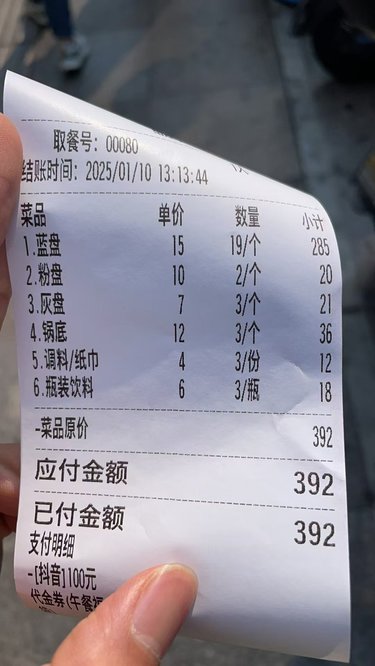 取餐号：00080
结账时间：2025/01/10 13:13:44
菜品 单价 数量 小计
1.蓝盘 15 19/个 285
2.粉盘 10 2/个 20
3.灰盘 7 3/个 21
4.锅底 12 3/个 36
5.调料/纸巾 4 3/份 12
6.瓶装饮料 6 3/瓶 18
-菜品原价 392
应付金额 392
已付金额 392
支付明细
-[抖音]100元
代金券(午餐